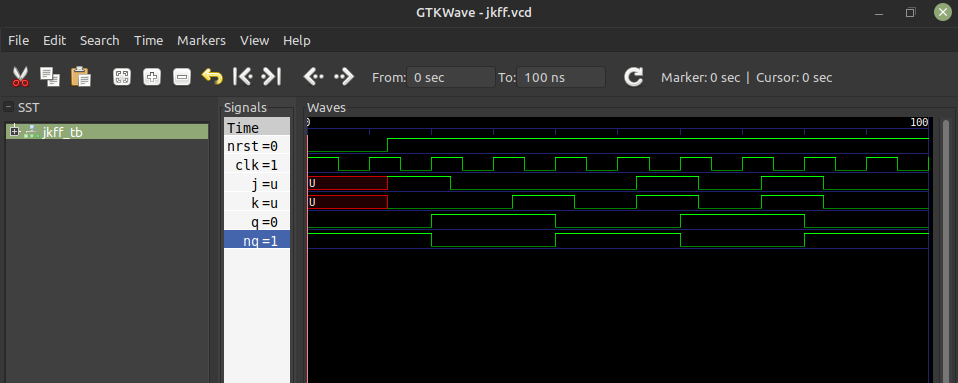 GTKWave - jkff.vcd
File Edit Search Time Markers View Help
From: 0 sec To: 100 ns Marker: 0 sec | Cursor: 0 sec
SST
jkff_tb
Signals
Time
nrst=0
clk=1
j=u
k=u
q=0
nq=1
Waves
0 100
U
U